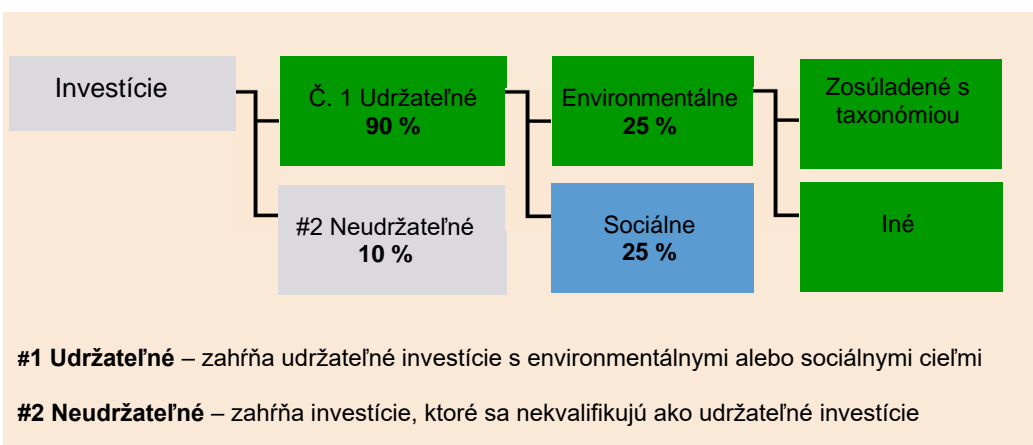 Investície
Č. 1 Udržateľné
90 %
#2 Neudržateľné
10 %
Environmentálne
25 %
Sociálne
25 %
Zosúladené s
taxonómiou
Iné
#1 Udržateľné – zahŕňa udržateľné investície s environmentálnymi alebo sociálnymi cieľmi
#2 Neudržateľné – zahŕňa investície, ktoré sa nekvalifikujú ako udržateľné investície